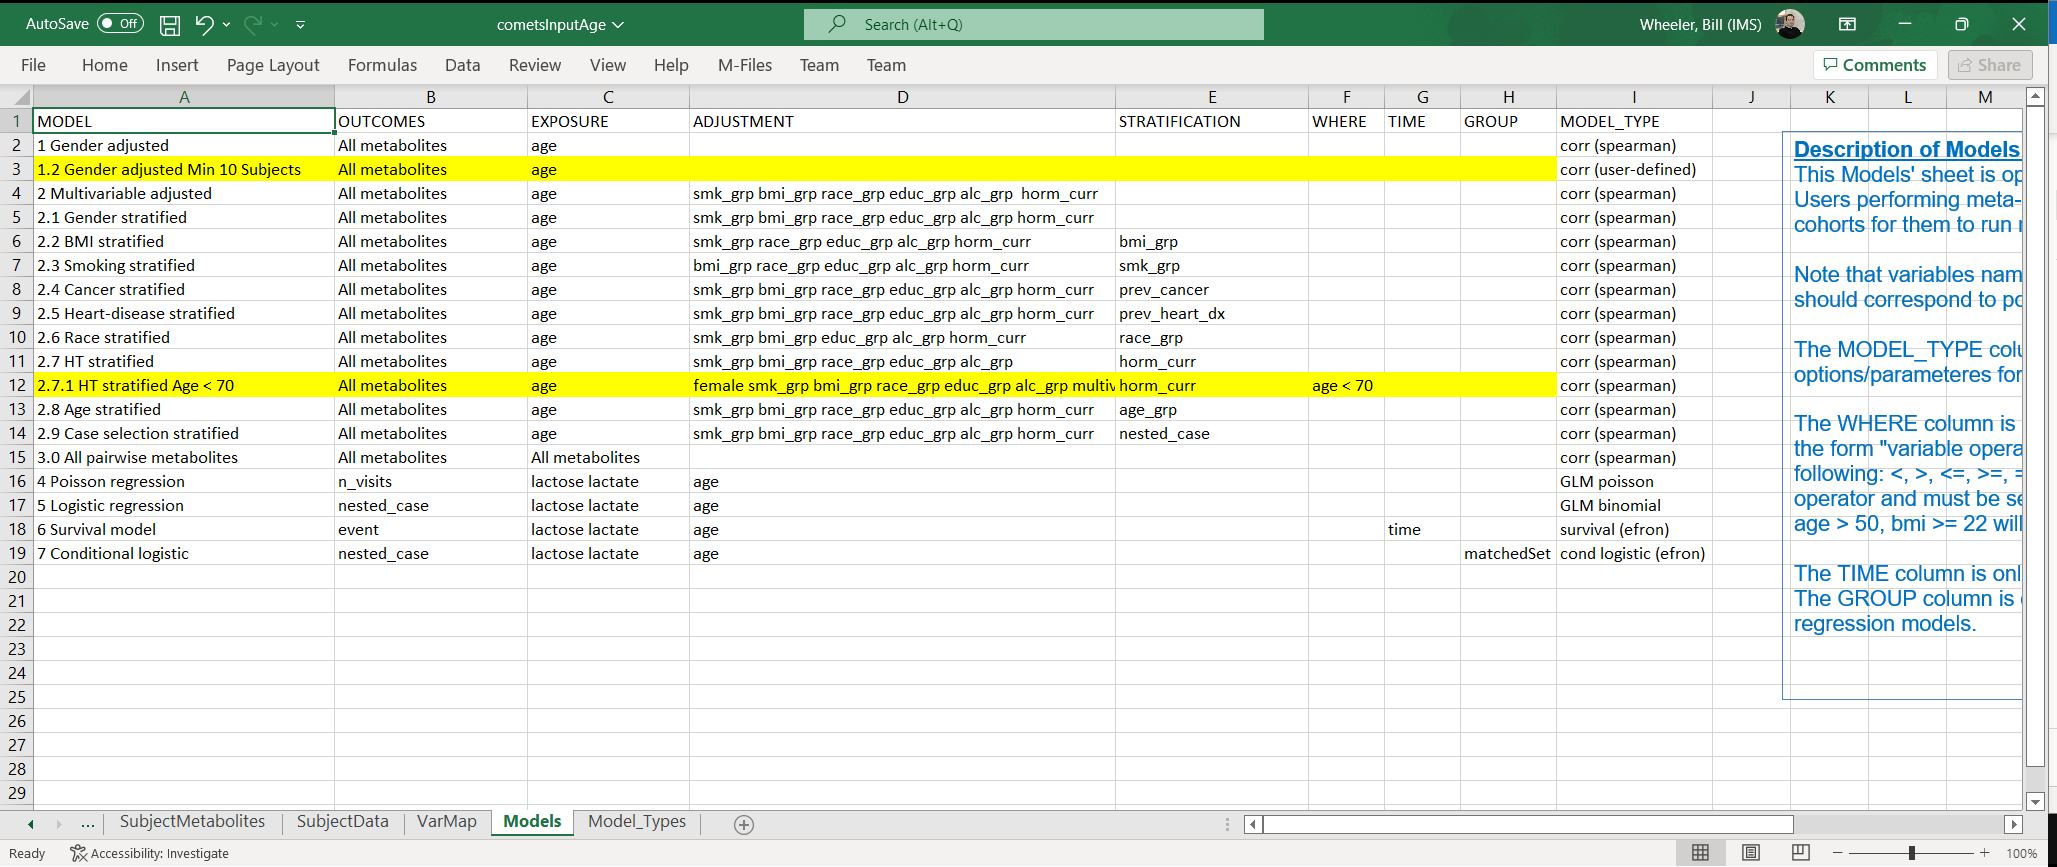 AutoSave Off cometsInputAge Search (Alt+Q) Wheeler, Bill (IMS)
File Home Insert Page Layout Formulas Data Review View Help M-Files Team Team Comments Share
A B C D E F G H I J K L M
1 MODEL OUTCOMES EXPOSURE ADJUSTMENT STRATIFICATION WHERE TIME GROUP MODEL_TYPE
2 1 Gender adjusted All metabolites age corr (spearman)
3 1.2 Gender adjusted Min 10 Subjects All metabolites age corr (user-defined)
4 2 Multivariable adjusted All metabolites age smk_grp bmi_grp race_grp educ_grp alc_grp  horm_curr corr (spearman)
5 2.1 Gender stratified All metabolites age smk_grp bmi_grp race_grp educ_grp alc_grp horm_curr corr (spearman)
6 2.2 BMI stratified All metabolites age smk_grp race_grp educ_grp alc_grp horm_curr bmi_grp corr (spearman)
7 2.3 Smoking stratified All metabolites age bmi_grp race_grp educ_grp alc_grp horm_curr smk_grp corr (spearman)
8 2.4 Cancer stratified All metabolites age smk_grp bmi_grp race_grp educ_grp alc_grp horm_curr prev_cancer corr (spearman)
9 2.5 Heart-disease stratified All metabolites age smk_grp bmi_grp race_grp educ_grp alc_grp horm_curr prev_heart_dx corr (spearman)
10 2.6 Race stratified All metabolites age smk_grp bmi_grp educ_grp alc_grp horm_curr race_grp corr (spearman)
11 2.7 HT stratified All metabolites age smk_grp bmi_grp race_grp educ_grp alc_grp horm_curr corr (spearman)
12 2.7.1 HT stratified Age < 70 All metabolites age female smk_grp bmi_grp race_grp educ_grp alc_grp multiv horm_curr age < 70 corr (spearman)
13 2.8 Age stratified All metabolites age smk_grp bmi_grp race_grp educ_grp alc_grp horm_curr age_grp corr (spearman)
14 2.9 Case selection stratified All metabolites age smk_grp bmi_grp race_grp educ_grp alc_grp horm_curr nested_case corr (spearman)
15 3.0 All pairwise metabolites All metabolites All metabolites corr (spearman)
16 4 Poisson regression n_visits lactose lactate age GLM poisson
17 5 Logistic regression nested_case lactose lactate age GLM binomial
18 6 Survival model event lactose lactate age time survival (efron)
19 7 Conditional logistic nested_case lactose lactate age matchedSet cond logistic (efron)
20
21
22
23
24
25
26
27
28
29
Description of Models
This Models' sheet is op
Users performing meta-
cohorts for them to run
Note that variables nam
should correspond to po
The MODEL_TYPE colu
options/parameteres for
The WHERE column is
the form "variable opera
following: <, >, <=, >=, =
operator and must be se
age > 50, bmi >= 22 will
The TIME column is onl
The GROUP column is
regression models.
... SubjectMetabolites SubjectData VarMap Models Model_Types
Ready Accessibility: Investigate 100%